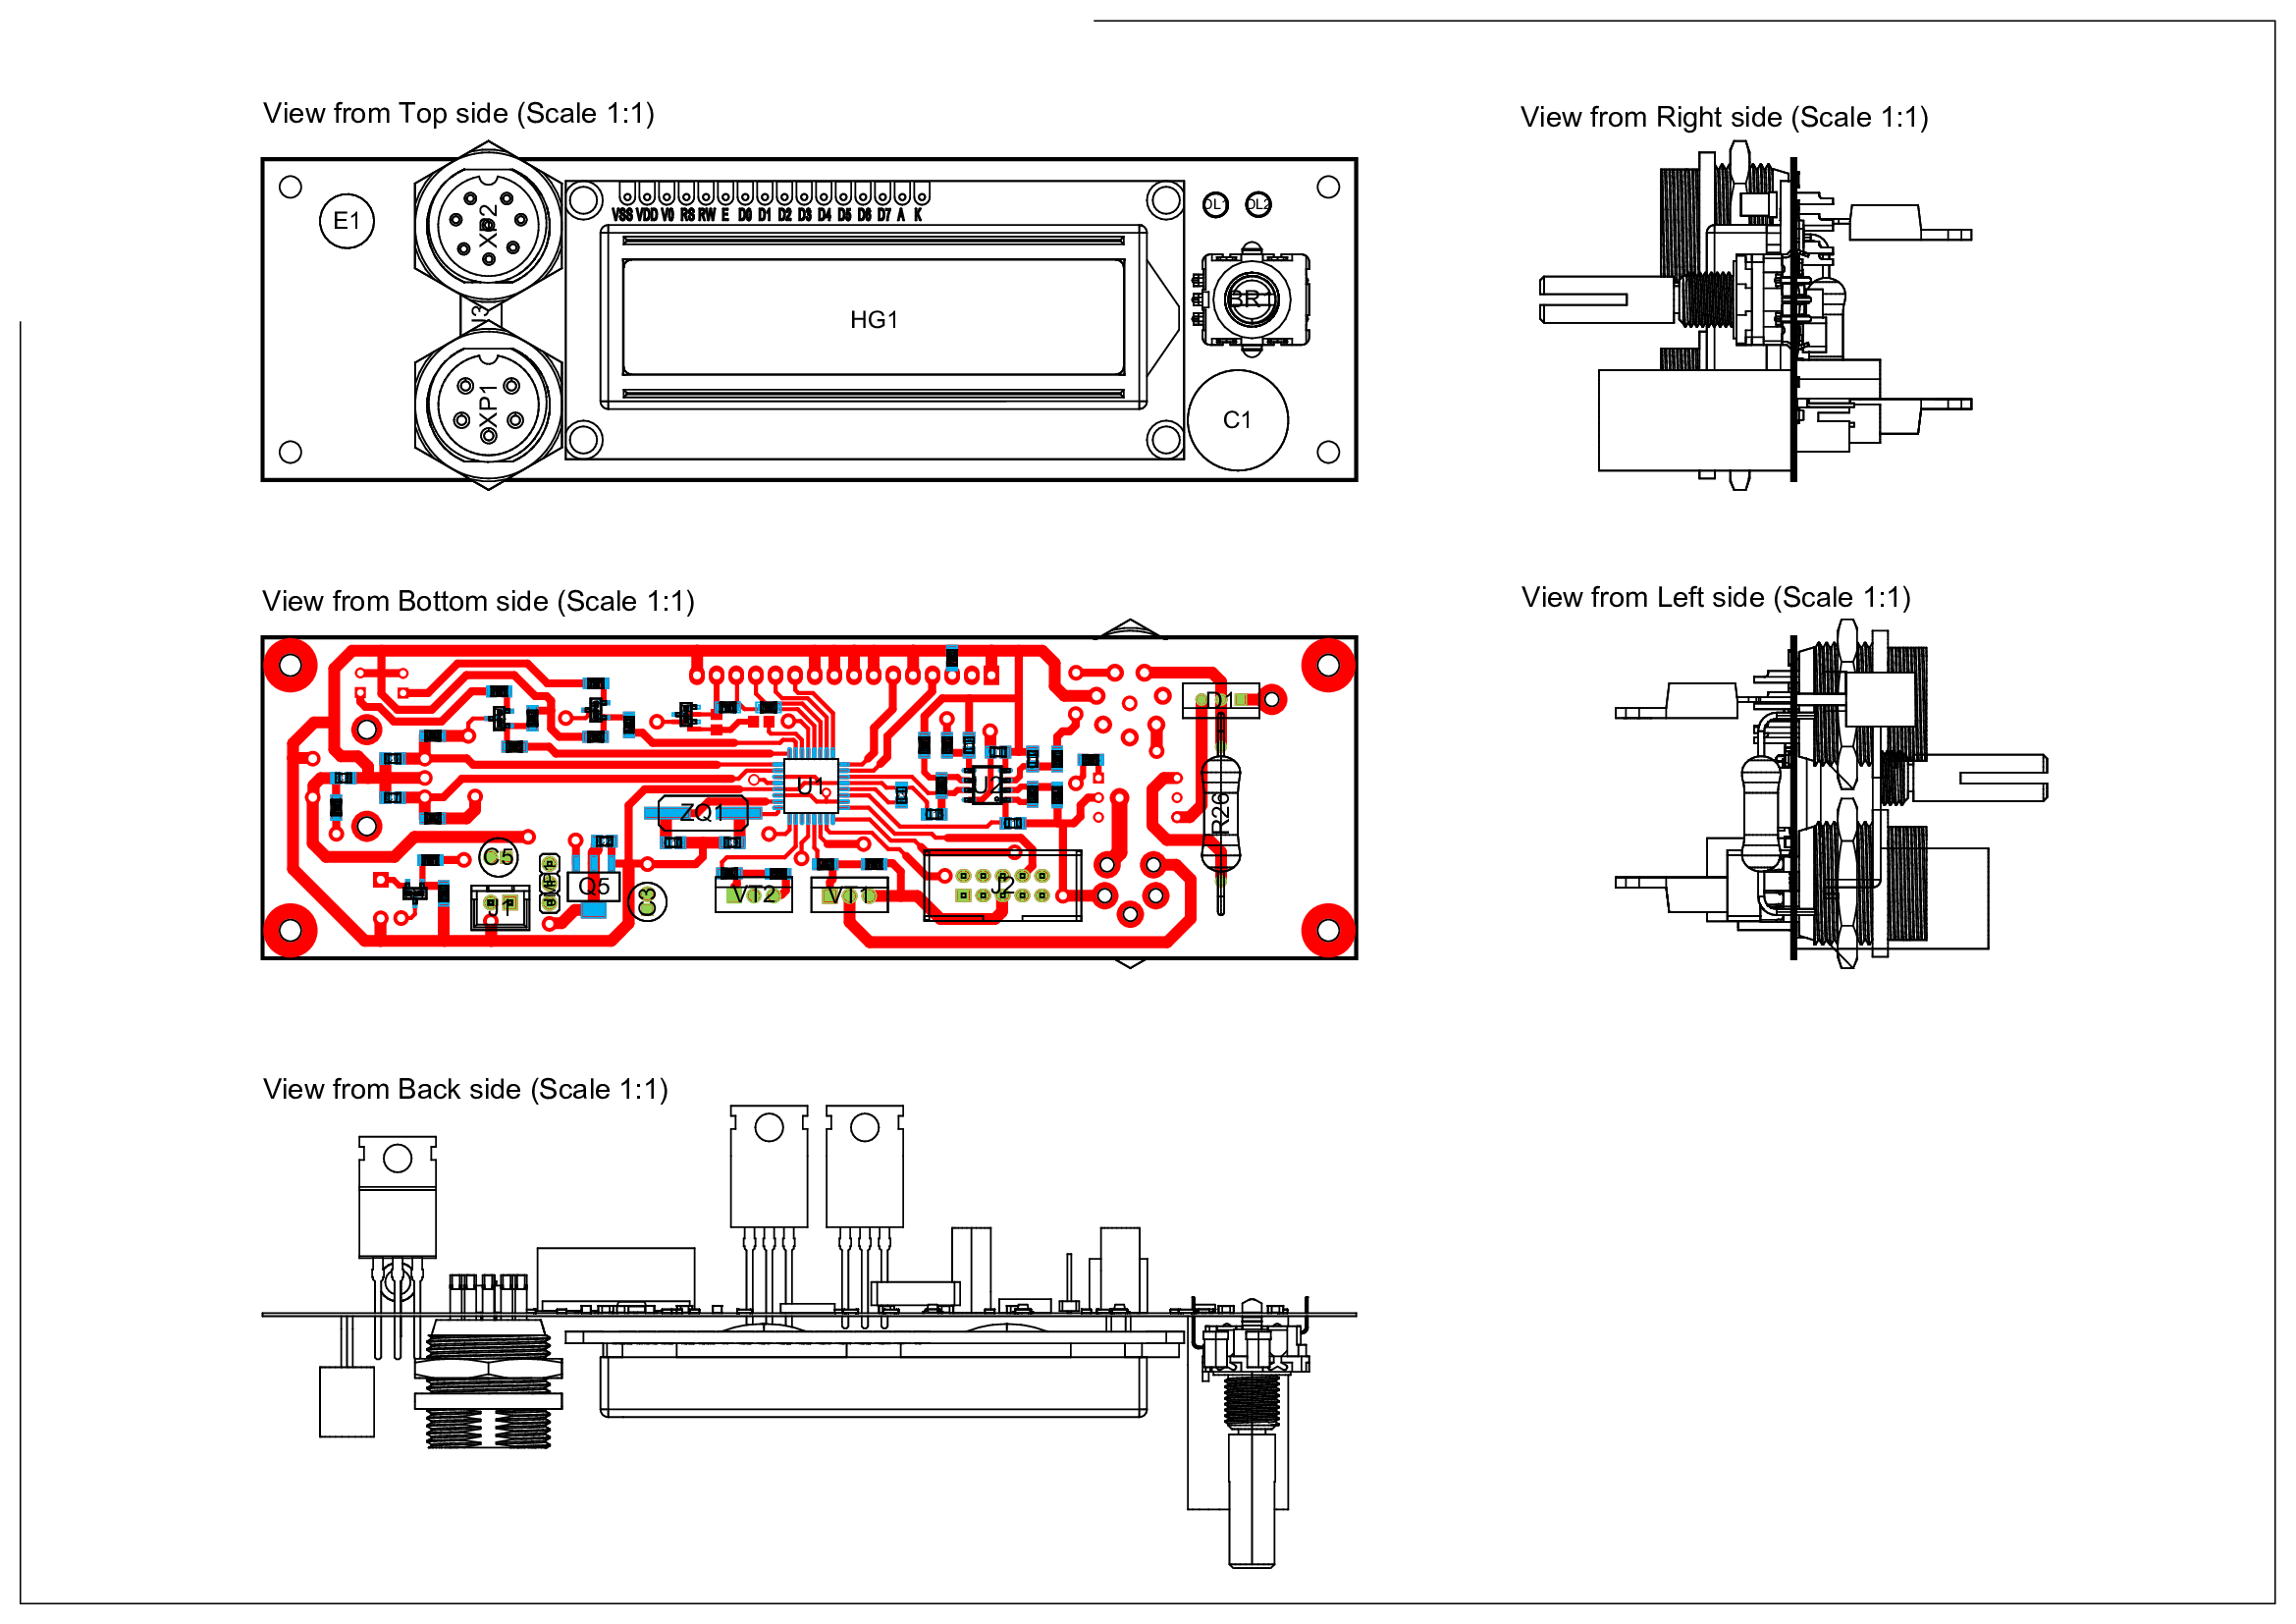 View from Top side (Scale 1:1)
View from Right side (Scale 1:1)
VSS VDD V0 RS RW E D0 D1 D2 D3 D4 D5 D6 D7 A K
E1
XP2
DL1
DL2
BR1
HG1
XP1
C1
View from Bottom side (Scale 1:1)
View from Left side (Scale 1:1)
D1
U1
U2
ZQ1
R26
C5
Q5
C3
J1
VT2
VT1
J2
View from Back side (Scale 1:1)